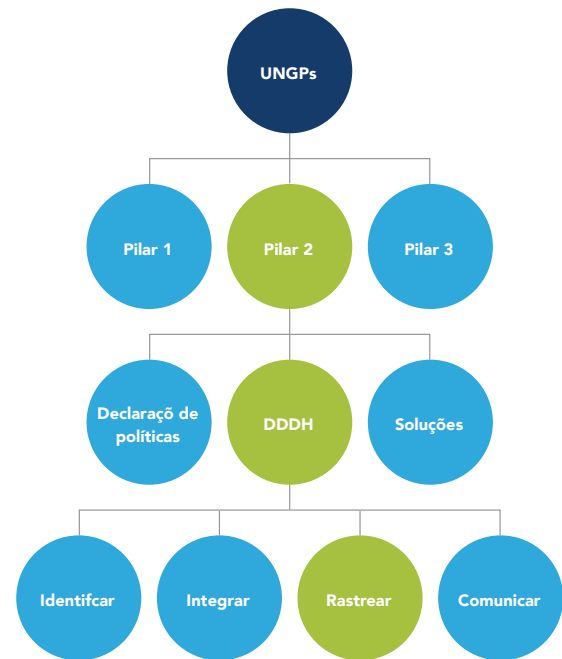 UNGPs
Pilar 1
Pilar 2
Pilar 3
Declaraçõ de
políticas
DDDH
Soluções
Identifcar
Integrar
Rastrear
Comunicar